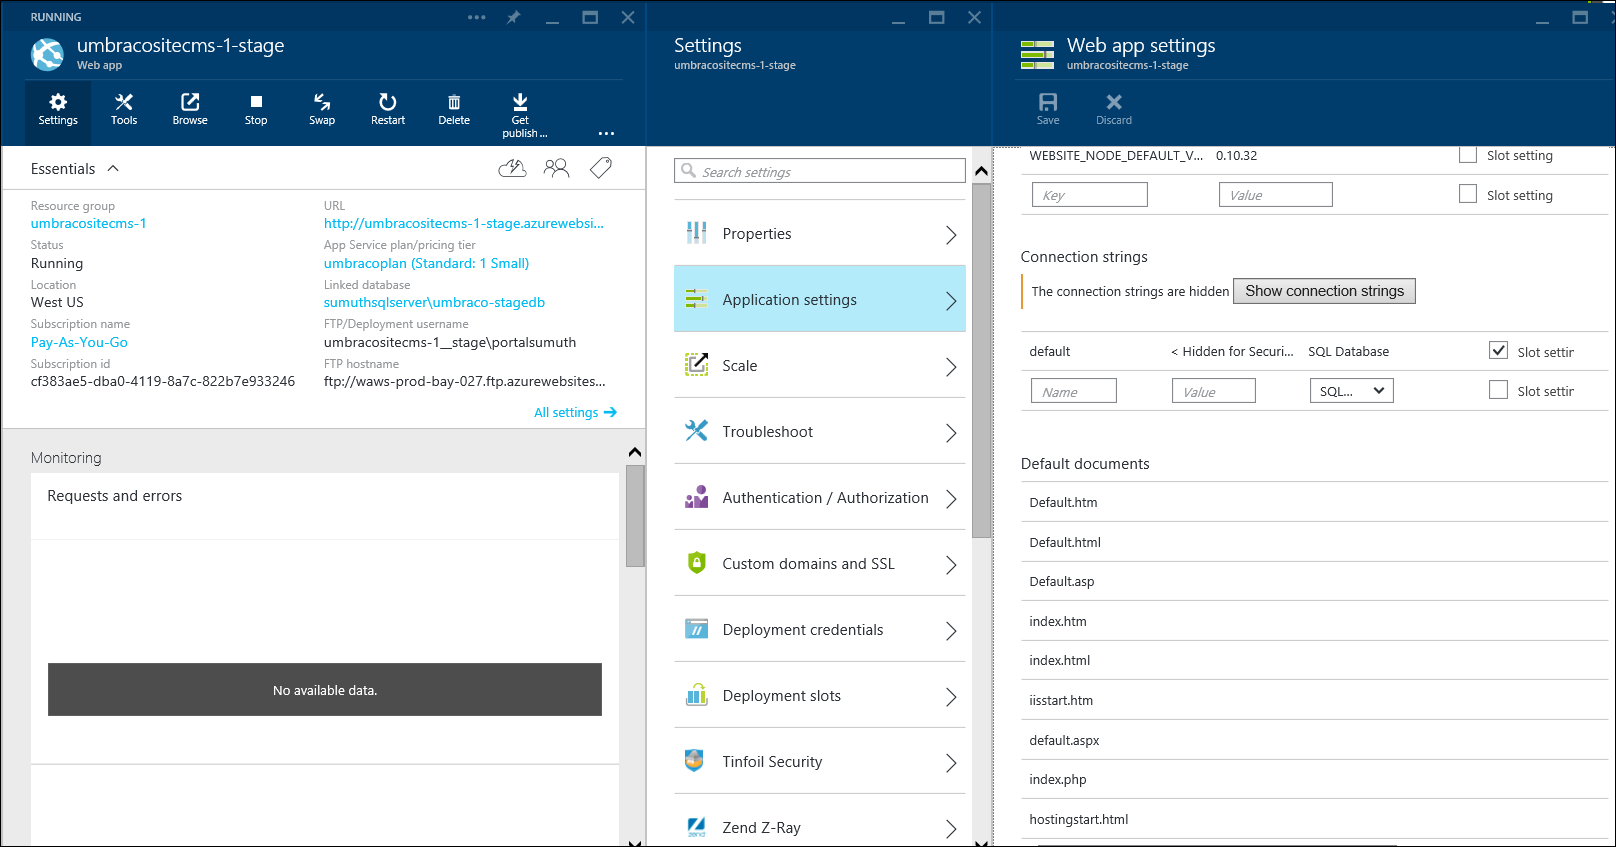 RUNNING
umbracositecms-1-stage
Web app
Settings
Tools
Browse
Stop
Swap
Restart
Delete
Get
publish ...
Essentials
Resource group
umbracositecms-1
Status
Running
Location
West US
Subscription name
Pay-As-You-Go
Subscription id
cf383ae5-dba0-4119-8a7c-822b7e933246
URL
http://umbracositecms-1-stage.azurewebsi...
App Service plan/pricing tier
umbracoplan (Standard: 1 Small)
Linked database
sumuthsqlserver\umbraco-stagedb
FTP/Deployment username
umbracositecms-1__stage\portalsumuth
FTP hostname
ftp://waws-prod-bay-027.ftp.azurewebsites...
All settings
Monitoring
Requests and errors
No available data.
Settings
umbracositecms-1-stage
Search settings
Properties
Application settings
Scale
Troubleshoot
Authentication / Authorization
Custom domains and SSL
Deployment credentials
Deployment slots
Tinfoil Security
zend
Zend Z-Ray
Web app settings
umbracositecms-1-stage
Save
Discard
WEBSITE_NODE_DEFAULT_V... 0.10.32 Slot setting
Key Value Slot setting
Connection strings
The connection strings are hidden Show connection strings
default < Hidden for Securi... SQL Database Slot settin
Name Value SQL... Slot settin
Default documents
Default.htm
Default.html
Default.asp
index.htm
index.html
iisstart.htm
default.aspx
index.php
hostingstart.html